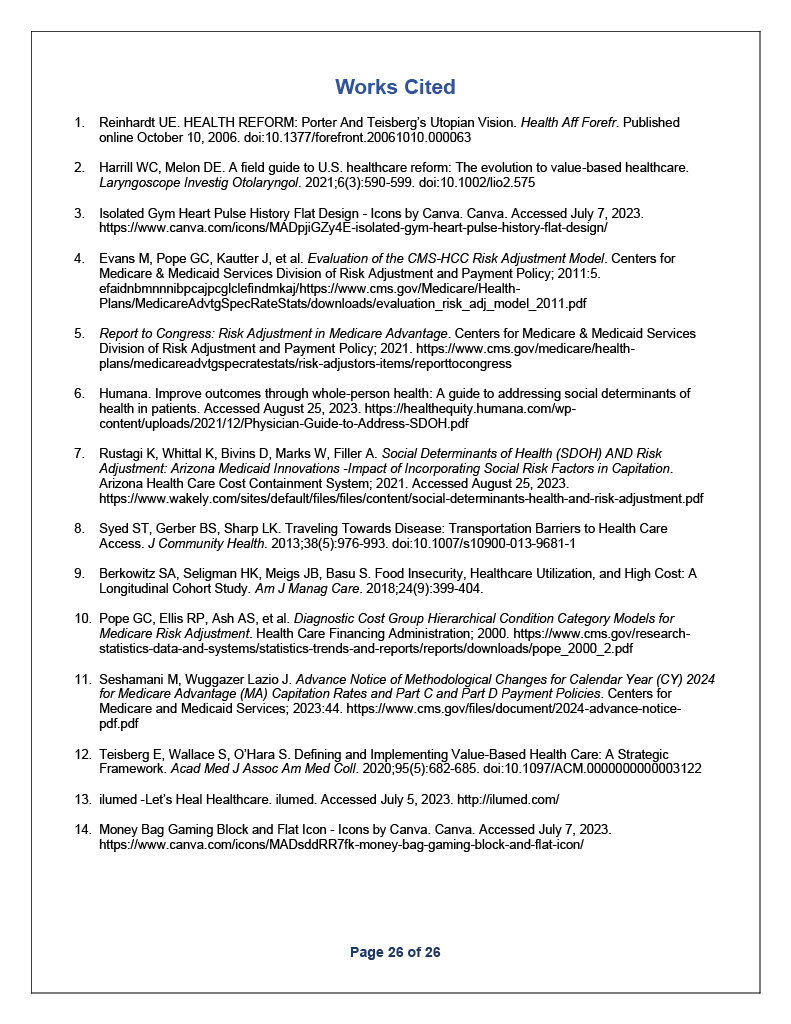 Works Cited
1. Reinhardt UE. HEALTH REFORM: Porter And Teisberg’s Utopian Vision. Health Aff Forefr. Published
online October 10, 2006. doi:10.1377/forefront.20061010.000063
2. Harrill WC, Melon DE. A field guide to U.S. healthcare reform: The evolution to value-based healthcare.
Laryngoscope Investig Otolaryngol. 2021;6(3):590-599. doi:10.1002/lio2.575
3. Isolated Gym Heart Pulse History Flat Design - Icons by Canva. Canva. Accessed July 7, 2023.
https://www.canva.com/icons/MADpjiGZy4E-isolated-gym-heart-pulse-history-flat-design/
4. Evans M, Pope GC, Kautter J, et al. Evaluation of the CMS-HCC Risk Adjustment Model. Centers for
Medicare & Medicaid Services Division of Risk Adjustment and Payment Policy; 2011:5.
efaidnbmnnnibpcajpcglclefindmkaj/https://www.cms.gov/Medicare/Health-
Plans/MedicareAdvtgSpecRateStats/downloads/evaluation_risk_adj_model_2011.pdf
5. Report to Congress: Risk Adjustment in Medicare Advantage. Centers for Medicare & Medicaid Services
Division of Risk Adjustment and Payment Policy; 2021. https://www.cms.gov/medicare/health-
plans/medicareadvtgspecratestats/risk-adjustors-items/reporttocongress
6. Humana. Improve outcomes through whole-person health: A guide to addressing social determinants of
health in patients. Accessed August 25, 2023. https://healthequity.humana.com/wp-
content/uploads/2021/12/Physician-Guide-to-Address-SDOH.pdf
7. Rustagi K, Whittal K, Bivins D, Marks W, Filler A. Social Determinants of Health (SDOH) AND Risk
Adjustment: Arizona Medicaid Innovations -Impact of Incorporating Social Risk Factors in Capitation.
Arizona Health Care Cost Containment System; 2021. Accessed August 25, 2023.
https://www.wakely.com/sites/default/files/files/content/social-determinants-health-and-risk-adjustment.pdf
8. Syed ST, Gerber BS, Sharp LK. Traveling Towards Disease: Transportation Barriers to Health Care
Access. J Community Health. 2013;38(5):976-993. doi:10.1007/s10900-013-9681-1
9. Berkowitz SA, Seligman HK, Meigs JB, Basu S. Food Insecurity, Healthcare Utilization, and High Cost: A
Longitudinal Cohort Study. Am J Manag Care. 2018;24(9):399-404.
10. Pope GC, Ellis RP, Ash AS, et al. Diagnostic Cost Group Hierarchical Condition Category Models for
Medicare Risk Adjustment. Health Care Financing Administration; 2000. https://www.cms.gov/research-
statistics-data-and-systems/statistics-trends-and-reports/reports/downloads/pope_2000_2.pdf
11. Seshamani M, Wuggazer Lazio J. Advance Notice of Methodological Changes for Calendar Year (CY) 2024
for Medicare Advantage (MA) Capitation Rates and Part C and Part D Payment Policies. Centers for
Medicare and Medicaid Services; 2023:44. https://www.cms.gov/files/document/2024-advance-notice-
pdf.pdf
12. Teisberg E, Wallace S, O’Hara S. Defining and Implementing Value-Based Health Care: A Strategic
Framework. Acad Med J Assoc Am Med Coll. 2020;95(5):682-685. doi:10.1097/ACM.0000000000003122
13. ilumed -Let’s Heal Healthcare. ilumed. Accessed July 5, 2023. http://ilumed.com/
14. Money Bag Gaming Block and Flat Icon - Icons by Canva. Canva. Accessed July 7, 2023.
https://www.canva.com/icons/MADsddRR7fk-money-bag-gaming-block-and-flat-icon/
Page 26 of 26